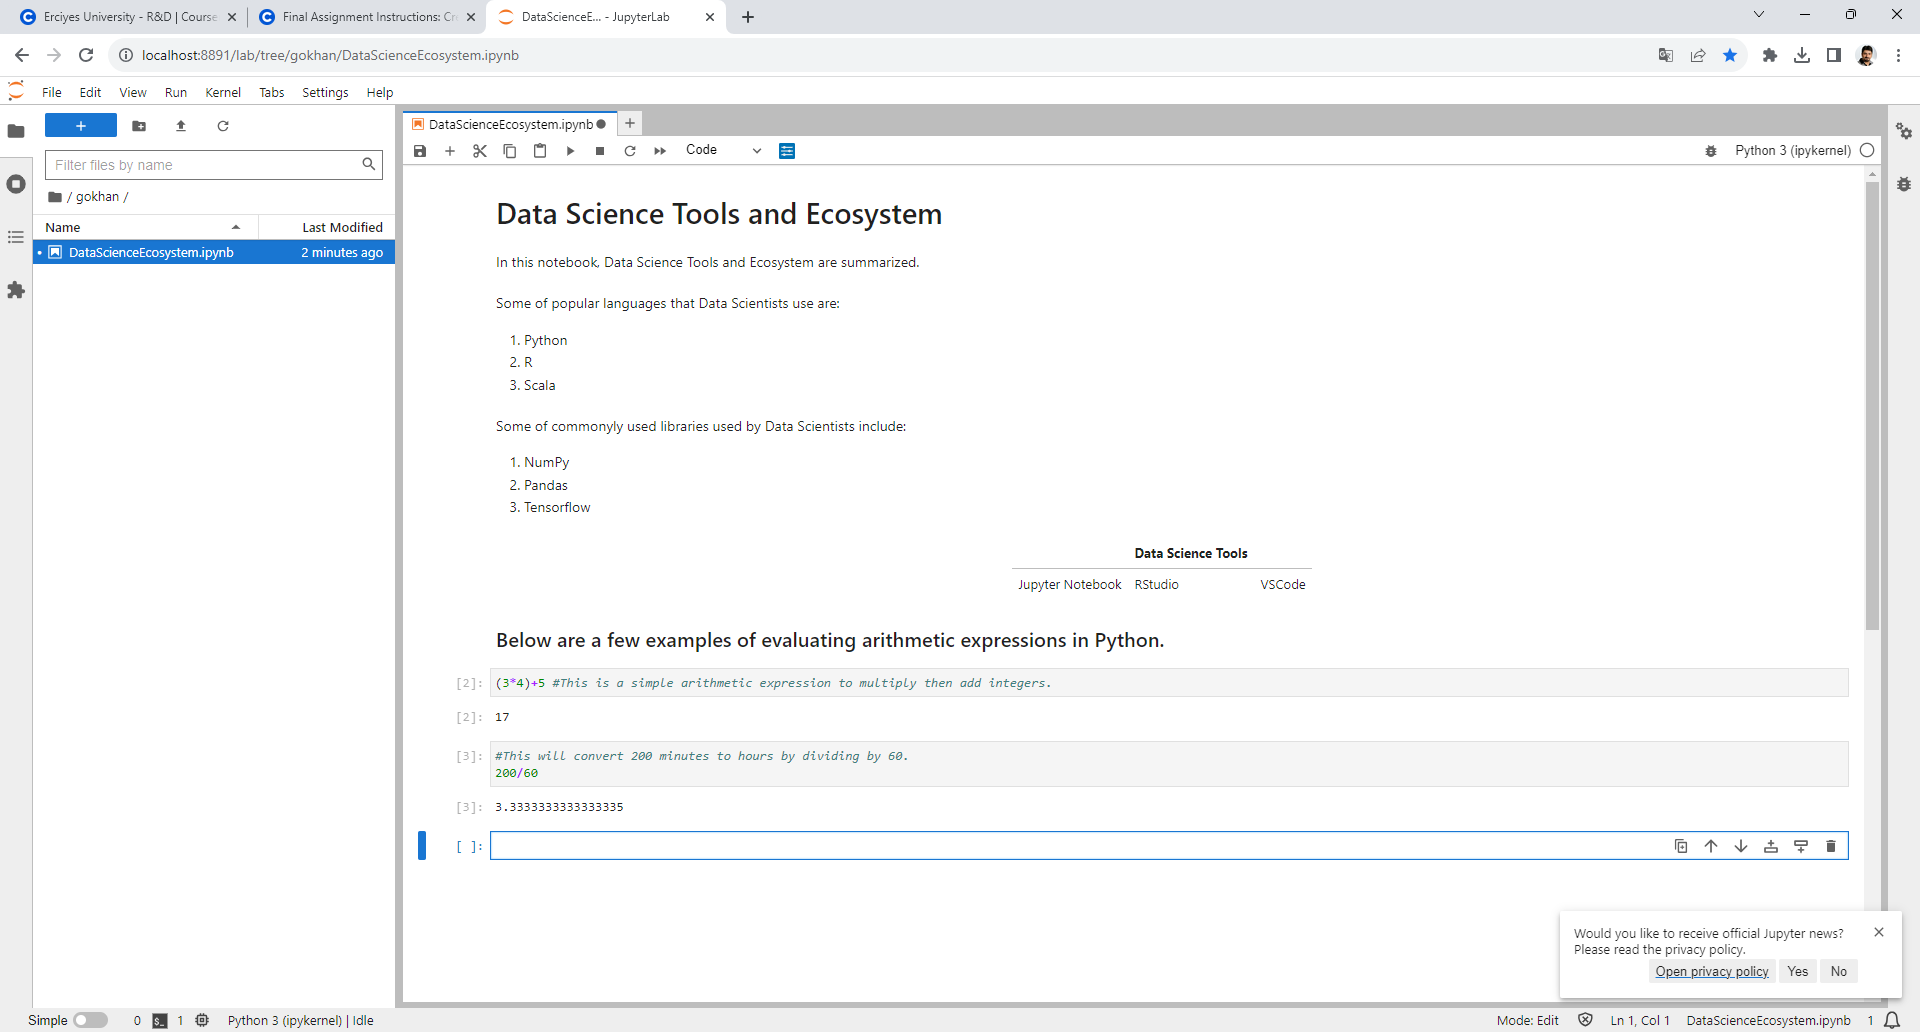 Erciyes University - R&D | Course
Final Assignment Instructions: Cre
DataScienceE... - JupyterLab
localhost:8891/lab/tree/gokhan/DataScienceEcosystem.ipynb
File Edit View Run Kernel Tabs Settings Help
Filter files by name
/ gokhan /
Name Last Modified
DataScienceEcosystem.ipynb 2 minutes ago
DataScienceEcosystem.ipynb
Code
Python 3 (ipykernel)
Data Science Tools and Ecosystem
In this notebook, Data Science Tools and Ecosystem are summarized.
Some of popular languages that Data Scientists use are:
1. Python
2. R
3. Scala
Some of commonyly used libraries used by Data Scientists include:
1. NumPy
2. Pandas
3. Tensorflow
Data Science Tools
Jupyter Notebook RStudio VSCode
Below are a few examples of evaluating arithmetic expressions in Python.
[2]: (3*4)+5 #This is a simple arithmetic expression to multiply then add integers.
[2]: 17
[3]: #This will convert 200 minutes to hours by dividing by 60.
200/60
[3]: 3.3333333333333335
[ ]:
Would you like to receive official Jupyter news?
Please read the privacy policy.
Open privacy policy Yes No
Simple 0 1 Python 3 (ipykernel) | Idle
Mode: Edit Ln 1, Col 1 DataScienceEcosystem.ipynb 1